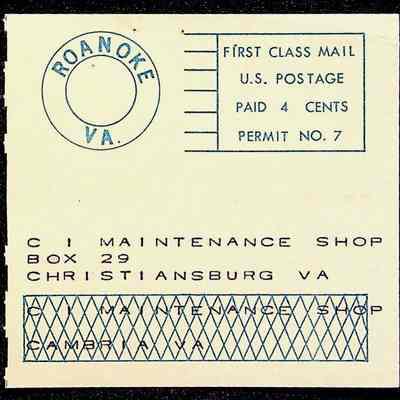 ROANOKE
VA.
FIRST CLASS MAIL
U.S. POSTAGE
PAID 4 CENTS
PERMIT NO. 7
C I MAINTENANCE SHOP
BOX 29
CHRISTIANSBURG VA
C I MAINTENANCE SHOP
CAMBRIA VA